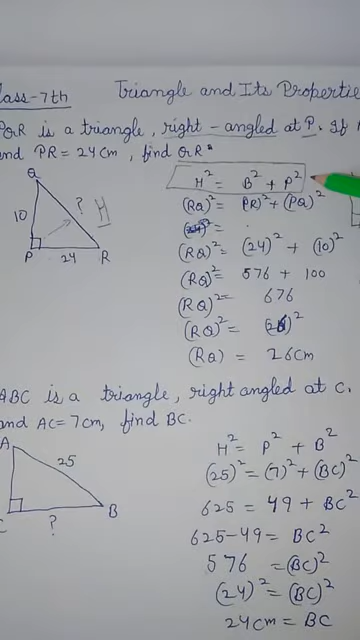 lass-7th Triangle and Its Propertie
PQR is a triangle, right-angled at P. If
and PR = 24 Cm, find QR.
Q
10
? H
P 24 R
H² = B² + P²
(RQ)² = (PR)² + (PQ)²
(RQ)² = (24)² + (10)²
(RQ)² = 576 + 100
(RQ)² = 676
(RQ)² = (26)²
(RQ) = 26Cm
ABC is a triangle, right angled at C.
and AC = 7cm, find BC.
A
25
C ? B
H² = P² + B²
(25)² = (7)² + (BC)²
625 = 49 + BC²
625-49 = BC²
576 = (BC)²
(24)² = (BC)²
24cm = BC